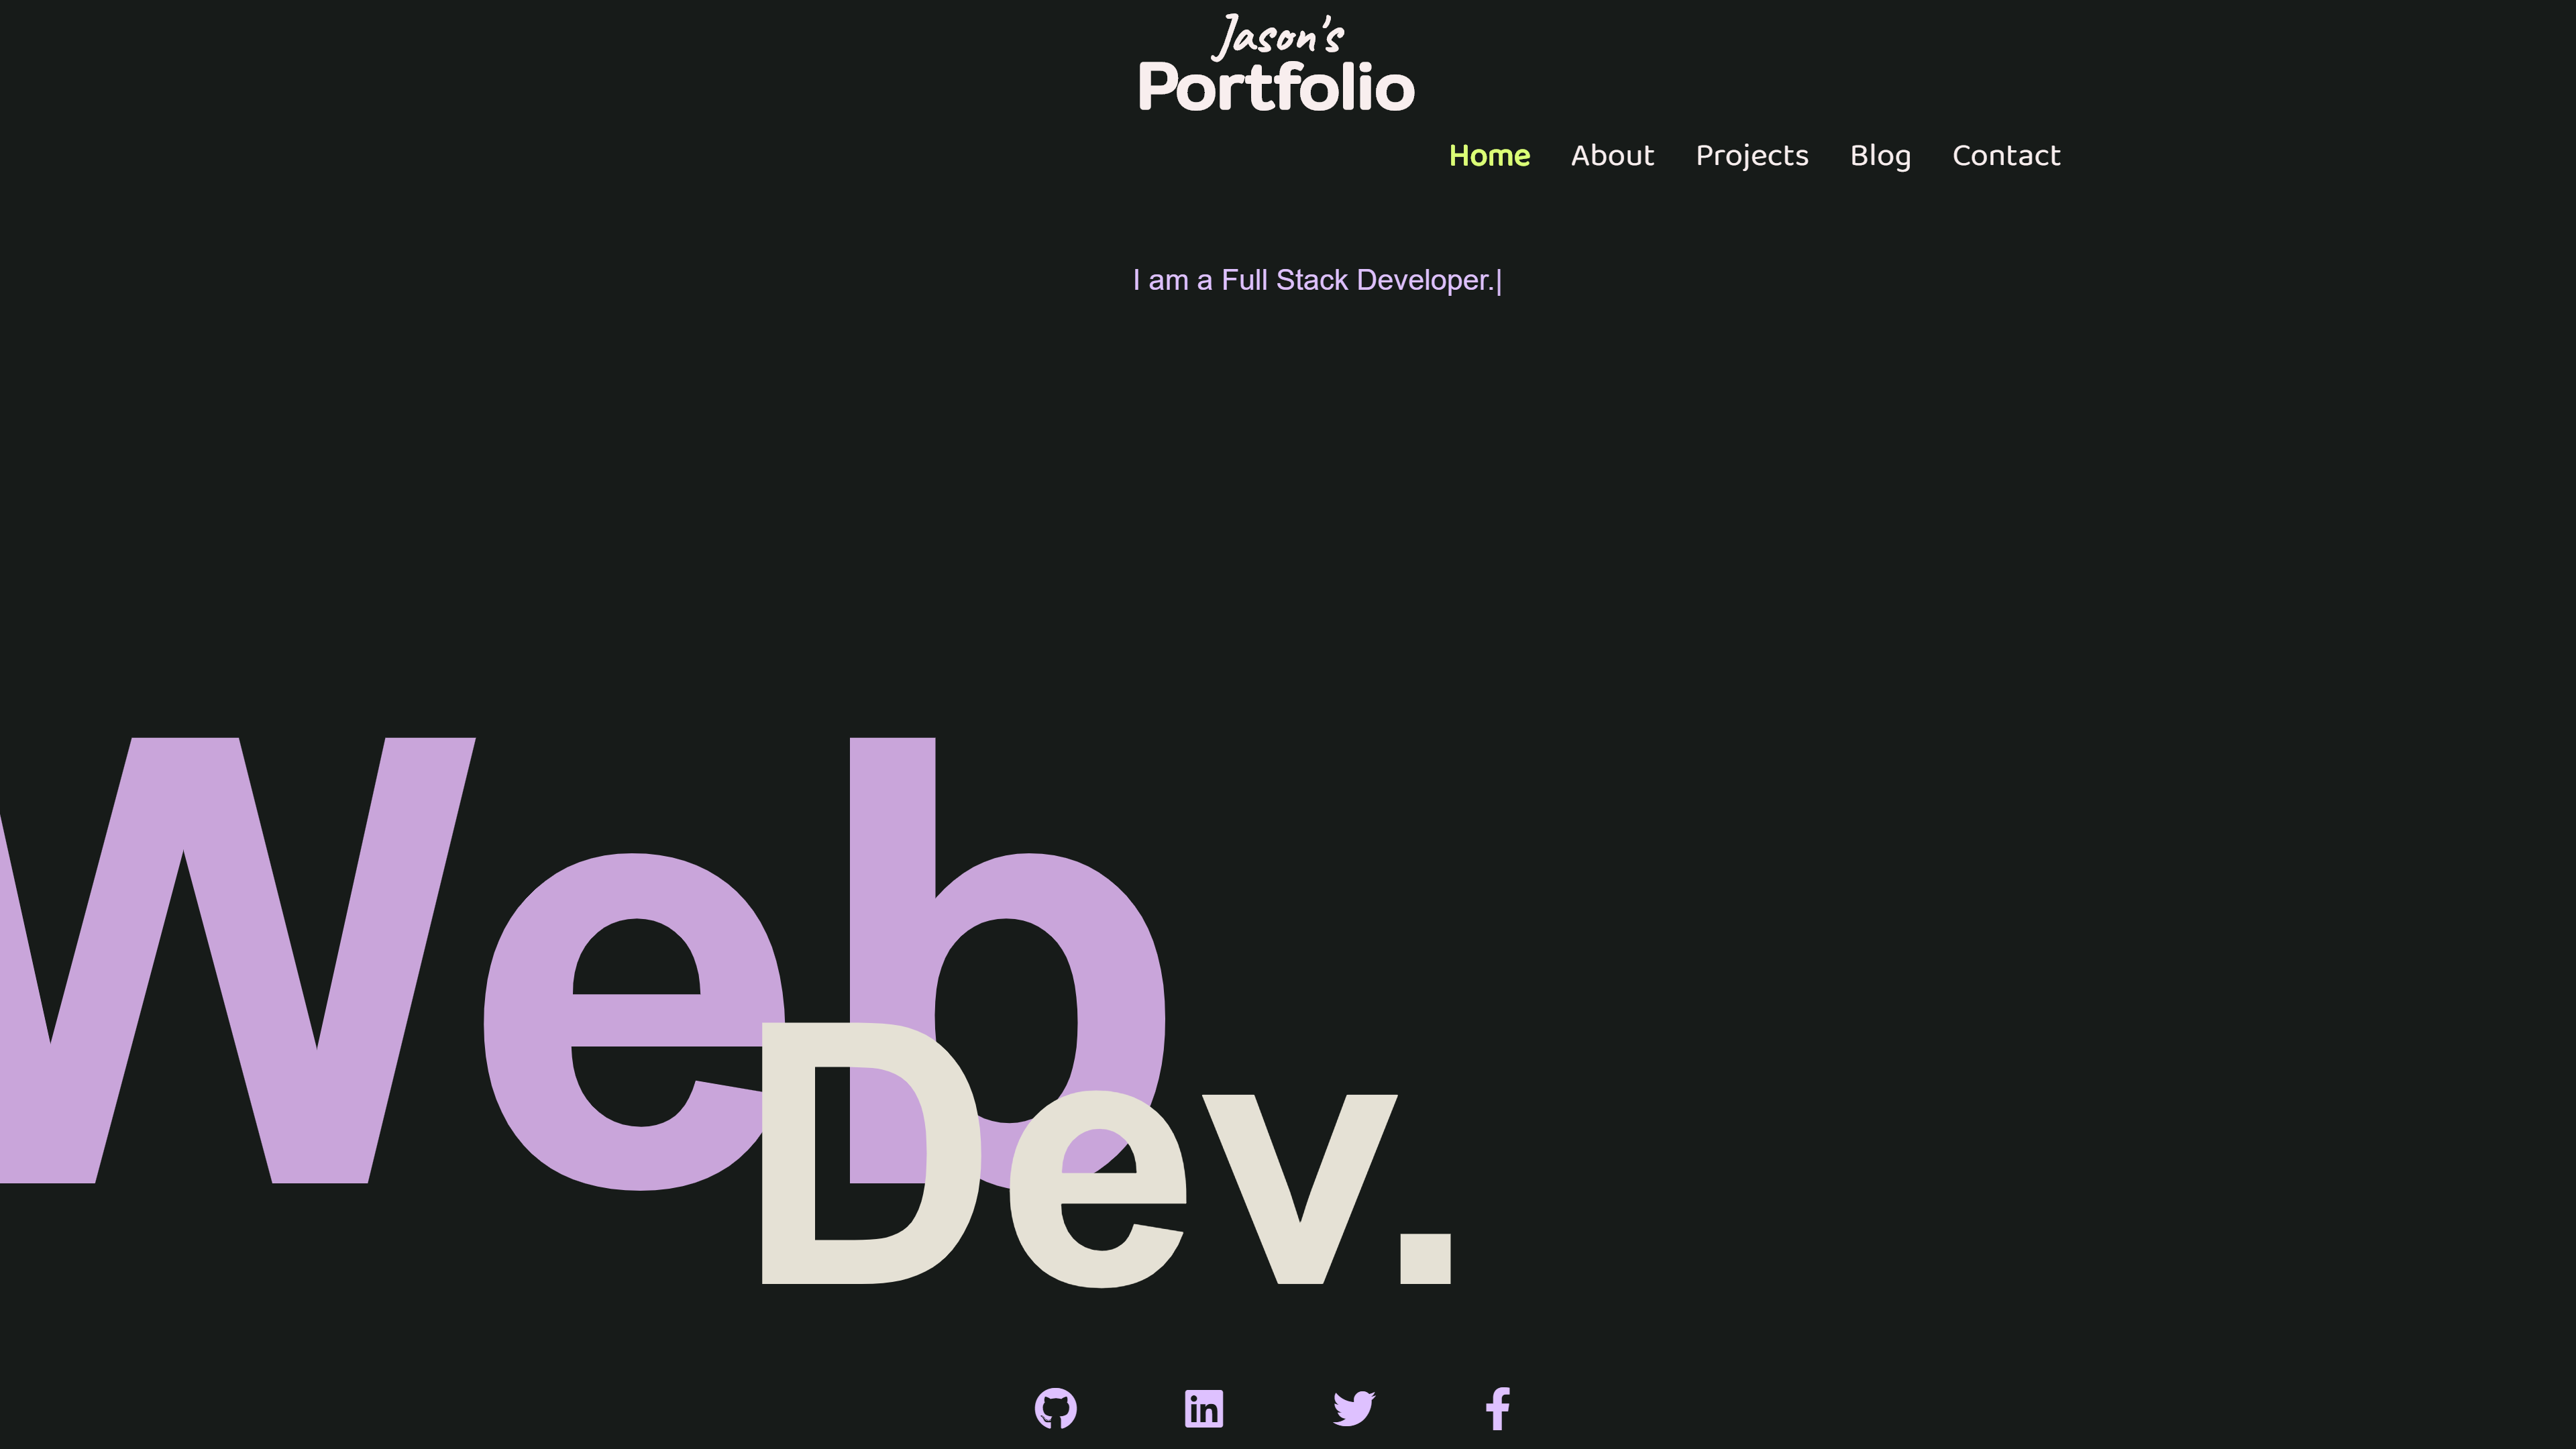 Jason's
Portfolio
Home About Projects Blog Contact
I am a Full Stack Developer.|
Web
Dev.